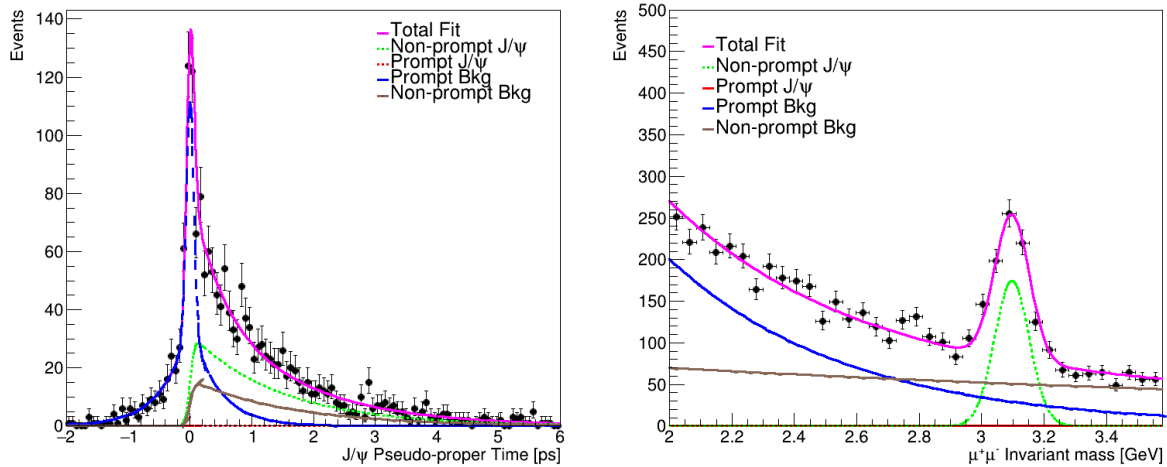 Events
140
120
100
80
60
40
20
0
Total Fit
Non-prompt J/ψ
Prompt J/ψ
Prompt Bkg
Non-prompt Bkg
−2 −1 0 1 2 3 4 5 6
J/ψ Pseudo-proper Time [ps]
Events
500
450
400
350
300
250
200
150
100
50
0
Total Fit
Non-prompt J/ψ
Prompt J/ψ
Prompt Bkg
Non-prompt Bkg
2 2.2 2.4 2.6 2.8 3 3.2 3.4
μ⁺μ⁻ Invariant mass [GeV]